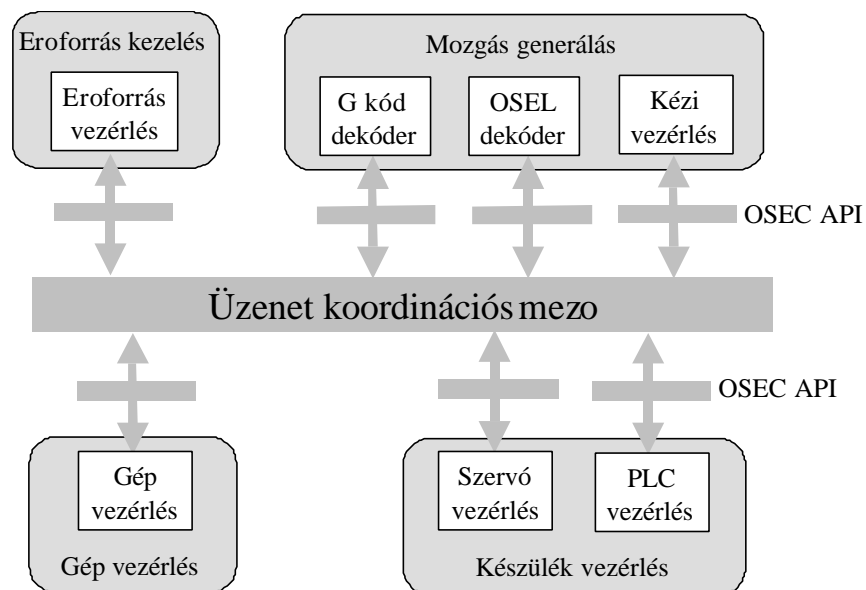 Eroforrás kezelés
Eroforrás
vezérlés
Mozgás generálás
G kód
dekóder
OSEL
dekóder
Kézi
vezérlés
OSEC API
Üzenet koordinációs mezo
OSEC API
Gép
vezérlés
Gép vezérlés
Szervó
vezérlés
PLC
vezérlés
Készülék vezérlés